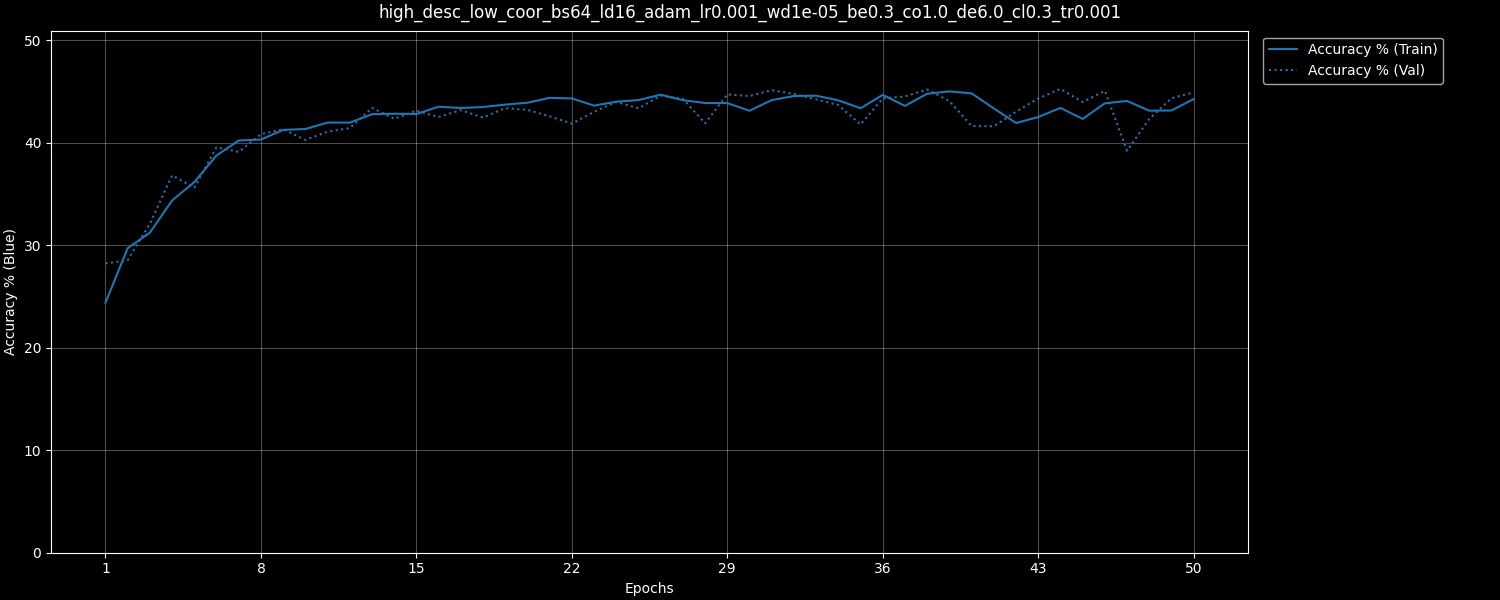 high_desc_low_coor_bs64_ld16_adam_lr0.001_wd1e-05_be0.3_co1.0_de6.0_cl0.3_tr0.001
Accuracy % (Train)
Accuracy % (Val)
Accuracy % (Blue)
50
40
30
20
10
0
1 8 15 22 29 36 43 50
Epochs